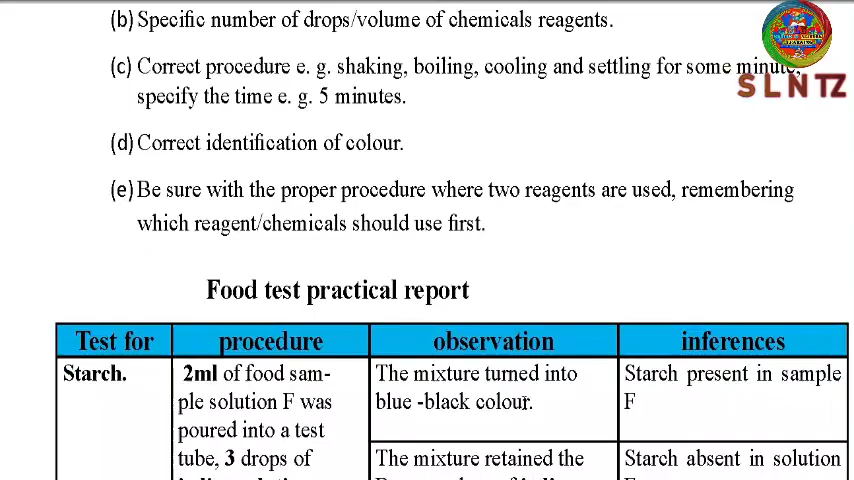 (b) Specific number of drops/volume of chemicals reagents.
(c) Correct procedure e. g. shaking, boiling, cooling and settling for some minute,
specify the time e. g. 5 minutes.
SLNTZ
(d) Correct identification of colour.
(e) Be sure with the proper procedure where two reagents are used, remembering
which reagent/chemicals should use first.
Food test practical report
Test for procedure observation inferences
Starch. 2ml of food sam- The mixture turned into Starch present in sample
ple solution F was blue -black colour. F
poured into a test
tube, 3 drops of The mixture retained the Starch absent in solution